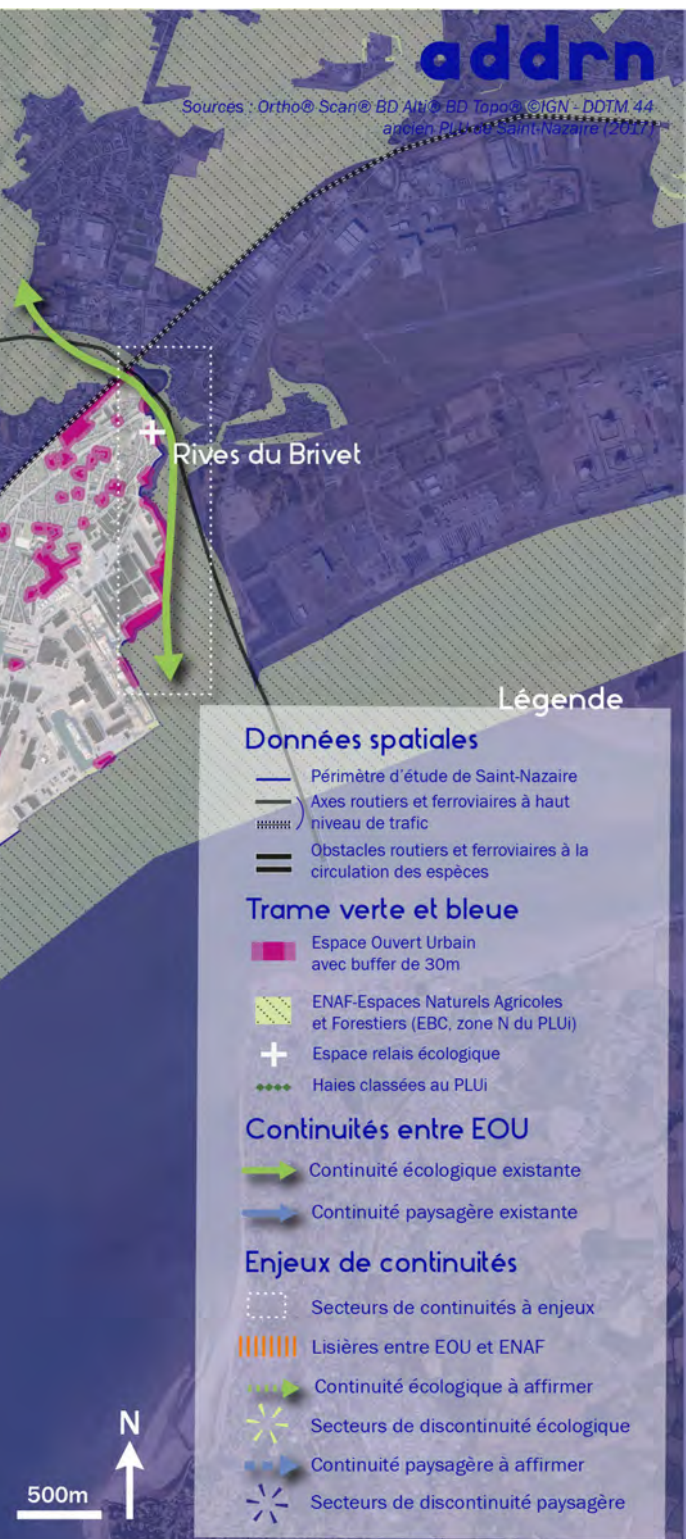 addrn
Sources : Ortho® Scan® BD Alti® BD Topo® ©IGN - DDTM 44
ancien PLU de Saint-Nazaire (2017)
Rives du Brivet
Légende
Données spatiales
Périmètre d'étude de Saint-Nazaire
Axes routiers et ferroviaires à haut
niveau de trafic
Obstacles routiers et ferroviaires à la
circulation des espèces
Trame verte et bleue
Espace Ouvert Urbain
avec buffer de 30m
ENAF-Espaces Naturels Agricoles
et Forestiers (EBC, zone N du PLUi)
Espace relais écologique
Haies classées au PLUi
Continuités entre EOU
Continuité écologique existante
Continuité paysagère existante
Enjeux de continuités
Secteurs de continuités à enjeux
Lisières entre EOU et ENAF
Continuité écologique à affirmer
Secteurs de discontinuité écologique
Continuité paysagère à affirmer
Secteurs de discontinuité paysagère
N
500m